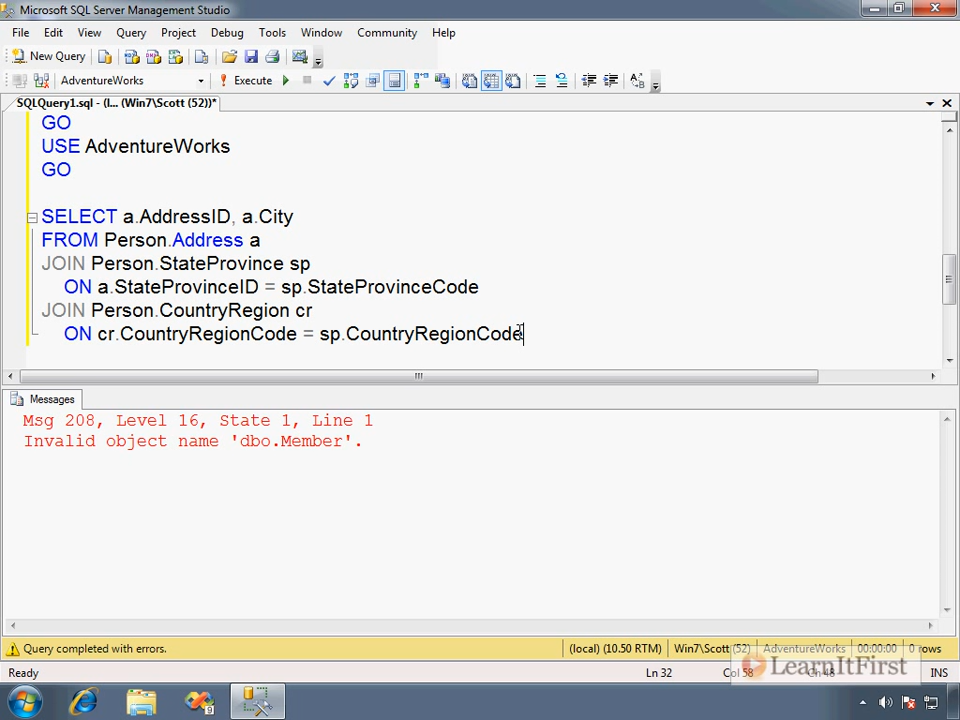 Microsoft SQL Server Management Studio
File Edit View Query Project Debug Tools Window Community Help
New Query
AdventureWorks Execute
SQLQuery1.sql - (l... (Win7\Scott (52))*
GO
USE AdventureWorks
GO
SELECT a.AddressID, a.City
FROM Person.Address a
JOIN Person.StateProvince sp
ON a.StateProvinceID = sp.StateProvinceCode
JOIN Person.CountryRegion cr
ON cr.CountryRegionCode = sp.CountryRegionCode
Messages
Msg 208, Level 16, State 1, Line 1
Invalid object name 'dbo.Member'.
Query completed with errors. (local) (10.50 RTM) Win7\Scott (52) AdventureWorks 00:00:00 0 rows
Ready Ln 32 Col 58 Ch 48 INS
LearnItFirst